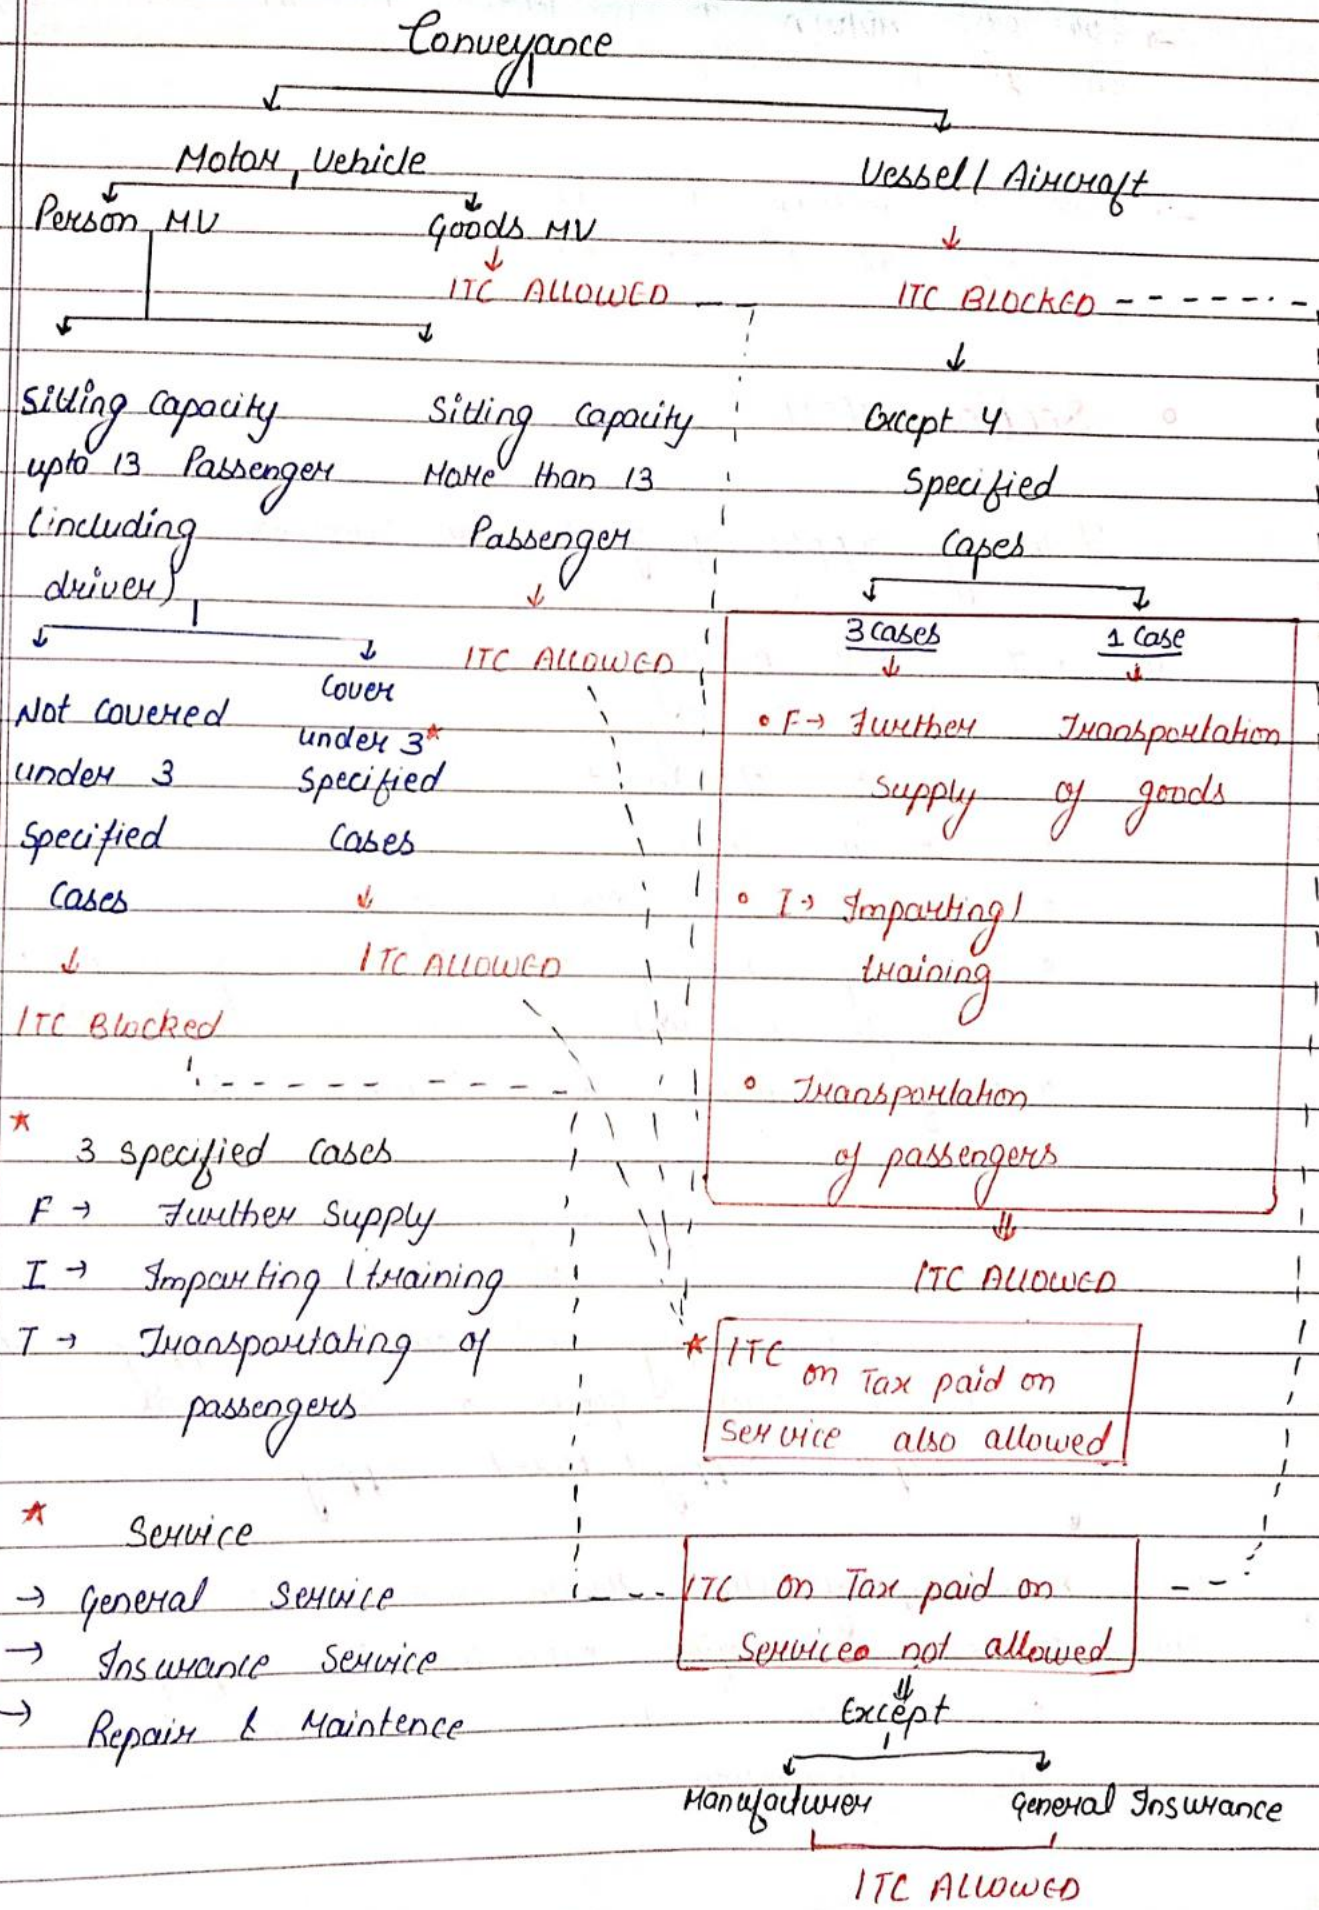 Conveyance
Motor Vehicle
Vessel / Aircraft
Person MV
Goods MV
ITC ALLOWED
ITC BLOCKED
Sitting Capacity
upto 13 Passenger
(including
driver)
Sitting Capacity
More than 13
Passenger
ITC ALLOWED
Except 4
Specified
Cases
Not Covered
under 3
Specified
Cases
ITC Blocked
Cover
under 3*
Specified
Cases
ITC ALLOWED
3 Cases
• F → Further
Supply
• I → Imparting /
training
• Transportation
of passengers
1 Case
Transportation
of goods
ITC ALLOWED
* 3 specified Cases
F → Further Supply
I → Imparting / training
T → Transportating of
passengers
* ITC on Tax paid on
Service also allowed
* Service
→ General Service
→ Insurance Service
→ Repair & Maintence
ITC on Tax paid on
Services not allowed
Except
Manufacturer
General Insurance
ITC ALLOWED